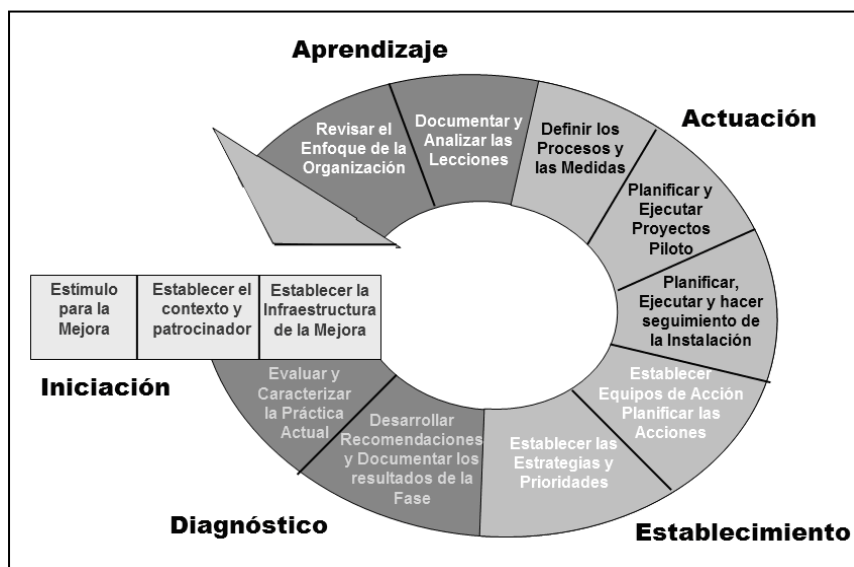 Aprendizaje
Revisar el
Enfoque de la
Organización
Documentar y
Analizar las
Lecciones
Definir los
Procesos y
las Medidas
Actuación
Planificar y
Ejecutar
Proyectos
Piloto
Planificar,
Ejecutar y hacer
seguimiento de
la Instalación
Estímulo
para la
Mejora
Establecer el
contexto y
patrocinador
Establecer la
Infraestructura
de la Mejora
Iniciación
Evaluar y
Caracterizar
la Práctica
Actual
Desarrollar
Recomendaciones
y Documentar los
resultados de la
Fase
Diagnóstico
Establecer las
Estrategias y
Prioridades
Establecer
Equipos de Acción
Planificar las
Acciones
Establecimiento